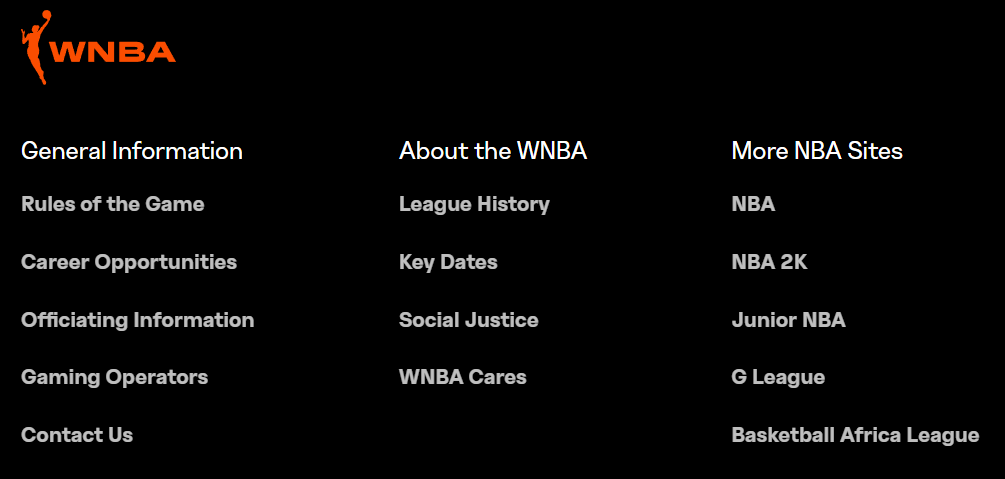 WNBA
General Information
Rules of the Game
Career Opportunities
Officiating Information
Gaming Operators
Contact Us
About the WNBA
League History
Key Dates
Social Justice
WNBA Cares
More NBA Sites
NBA
NBA 2K
Junior NBA
G League
Basketball Africa League